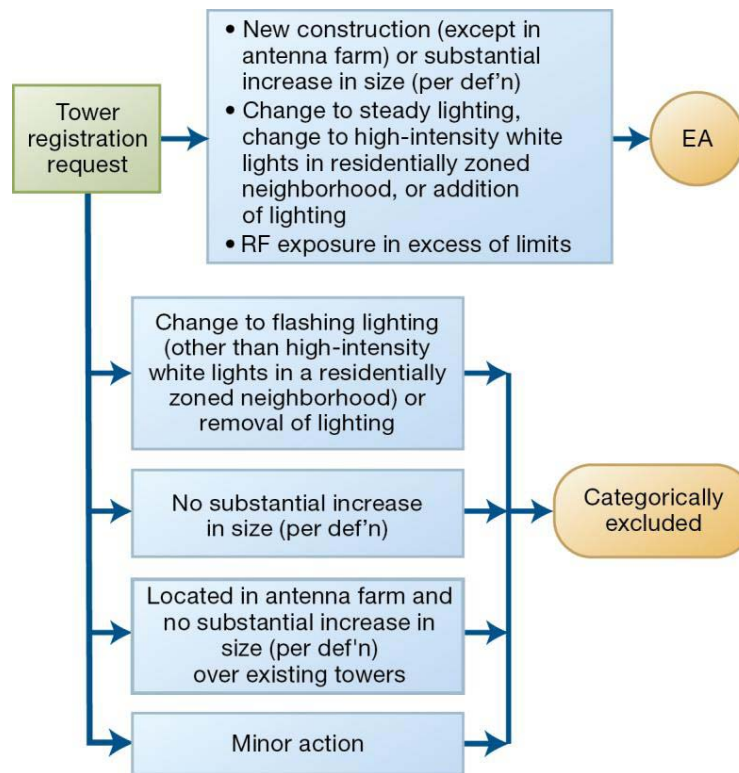 Tower
registration
request
• New construction (except in
antenna farm) or substantial
increase in size (per def’n)
• Change to steady lighting,
change to high-intensity white
lights in residentially zoned
neighborhood, or addition
of lighting
• RF exposure in excess of limits
EA
Change to flashing lighting
(other than high-intensity
white lights in a residentially
zoned neighborhood) or
removal of lighting
No substantial increase
in size (per def’n)
Categorically
excluded
Located in antenna farm and
no substantial increase in
size (per def'n)
over existing towers
Minor action